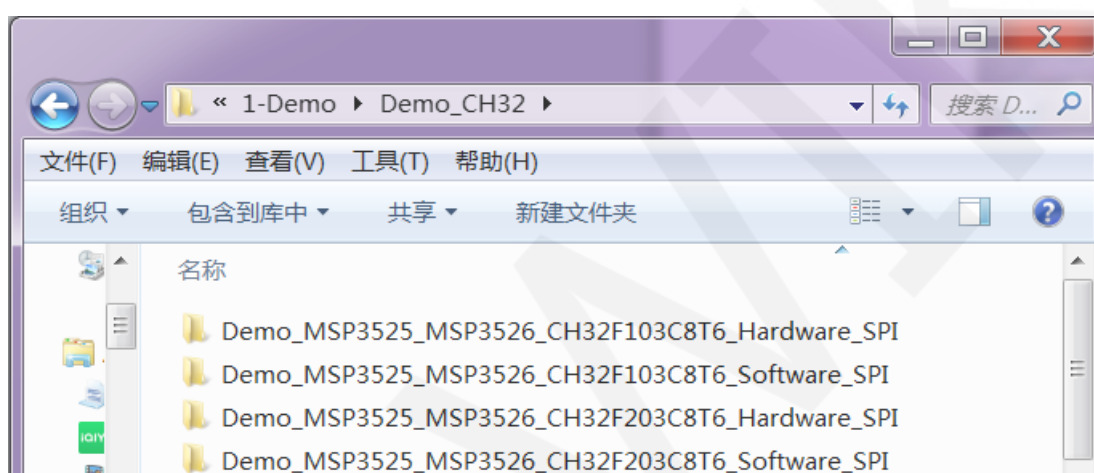 « 1-Demo Demo_CH32 搜索 D...
文件(F) 编辑(E) 查看(V) 工具(T) 帮助(H)
组织 包含到库中 共享 新建文件夹
名称
Demo_MSP3525_MSP3526_CH32F103C8T6_Hardware_SPI
Demo_MSP3525_MSP3526_CH32F103C8T6_Software_SPI
Demo_MSP3525_MSP3526_CH32F203C8T6_Hardware_SPI
Demo_MSP3525_MSP3526_CH32F203C8T6_Software_SPI